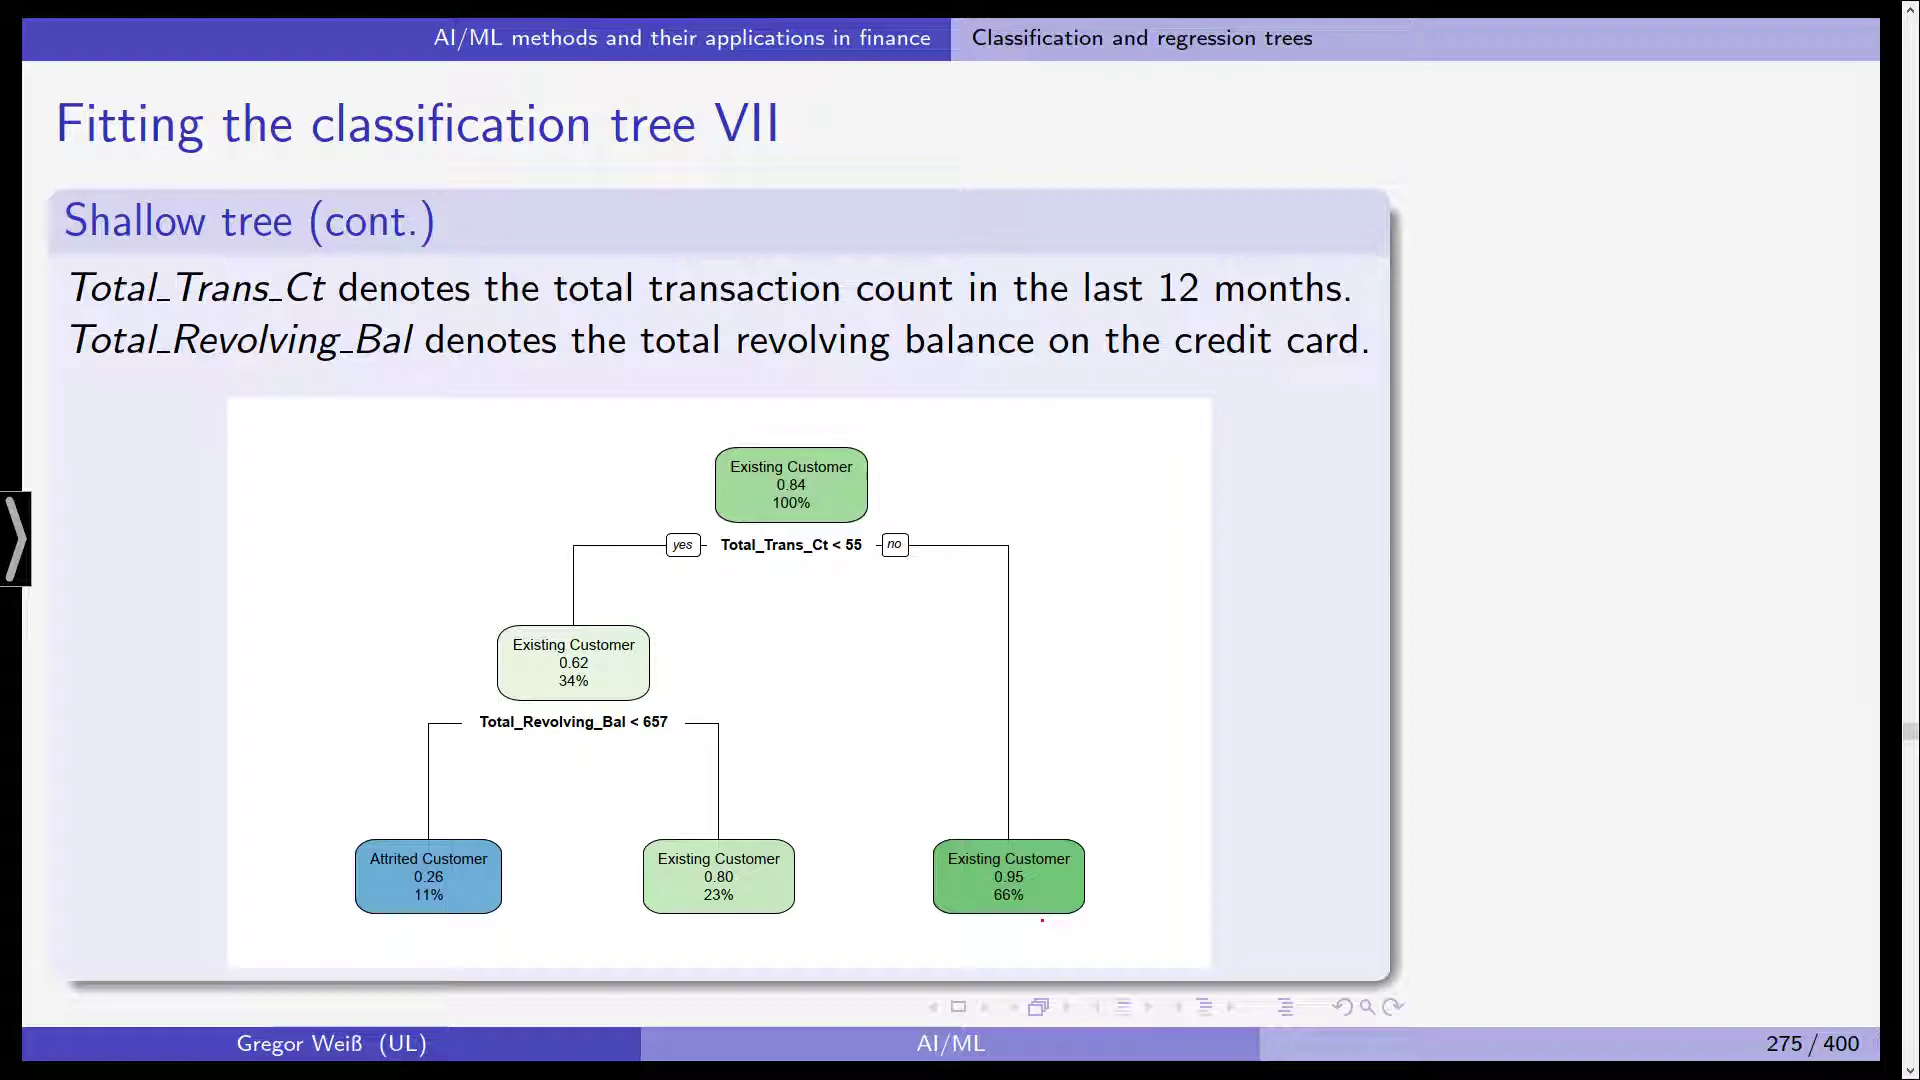 AI/ML methods and their applications in finance
Classification and regression trees
Fitting the classification tree VII
Shallow tree (cont.)
Total_Trans_Ct denotes the total transaction count in the last 12 months.
Total_Revolving_Bal denotes the total revolving balance on the credit card.
Existing Customer
0.84
100%
yes
Total_Trans_Ct < 55
no
Existing Customer
0.62
34%
Total_Revolving_Bal < 657
Attrited Customer
0.26
11%
Existing Customer
0.80
23%
Existing Customer
0.95
66%
Gregor Weiß (UL)
AI/ML
275 / 400